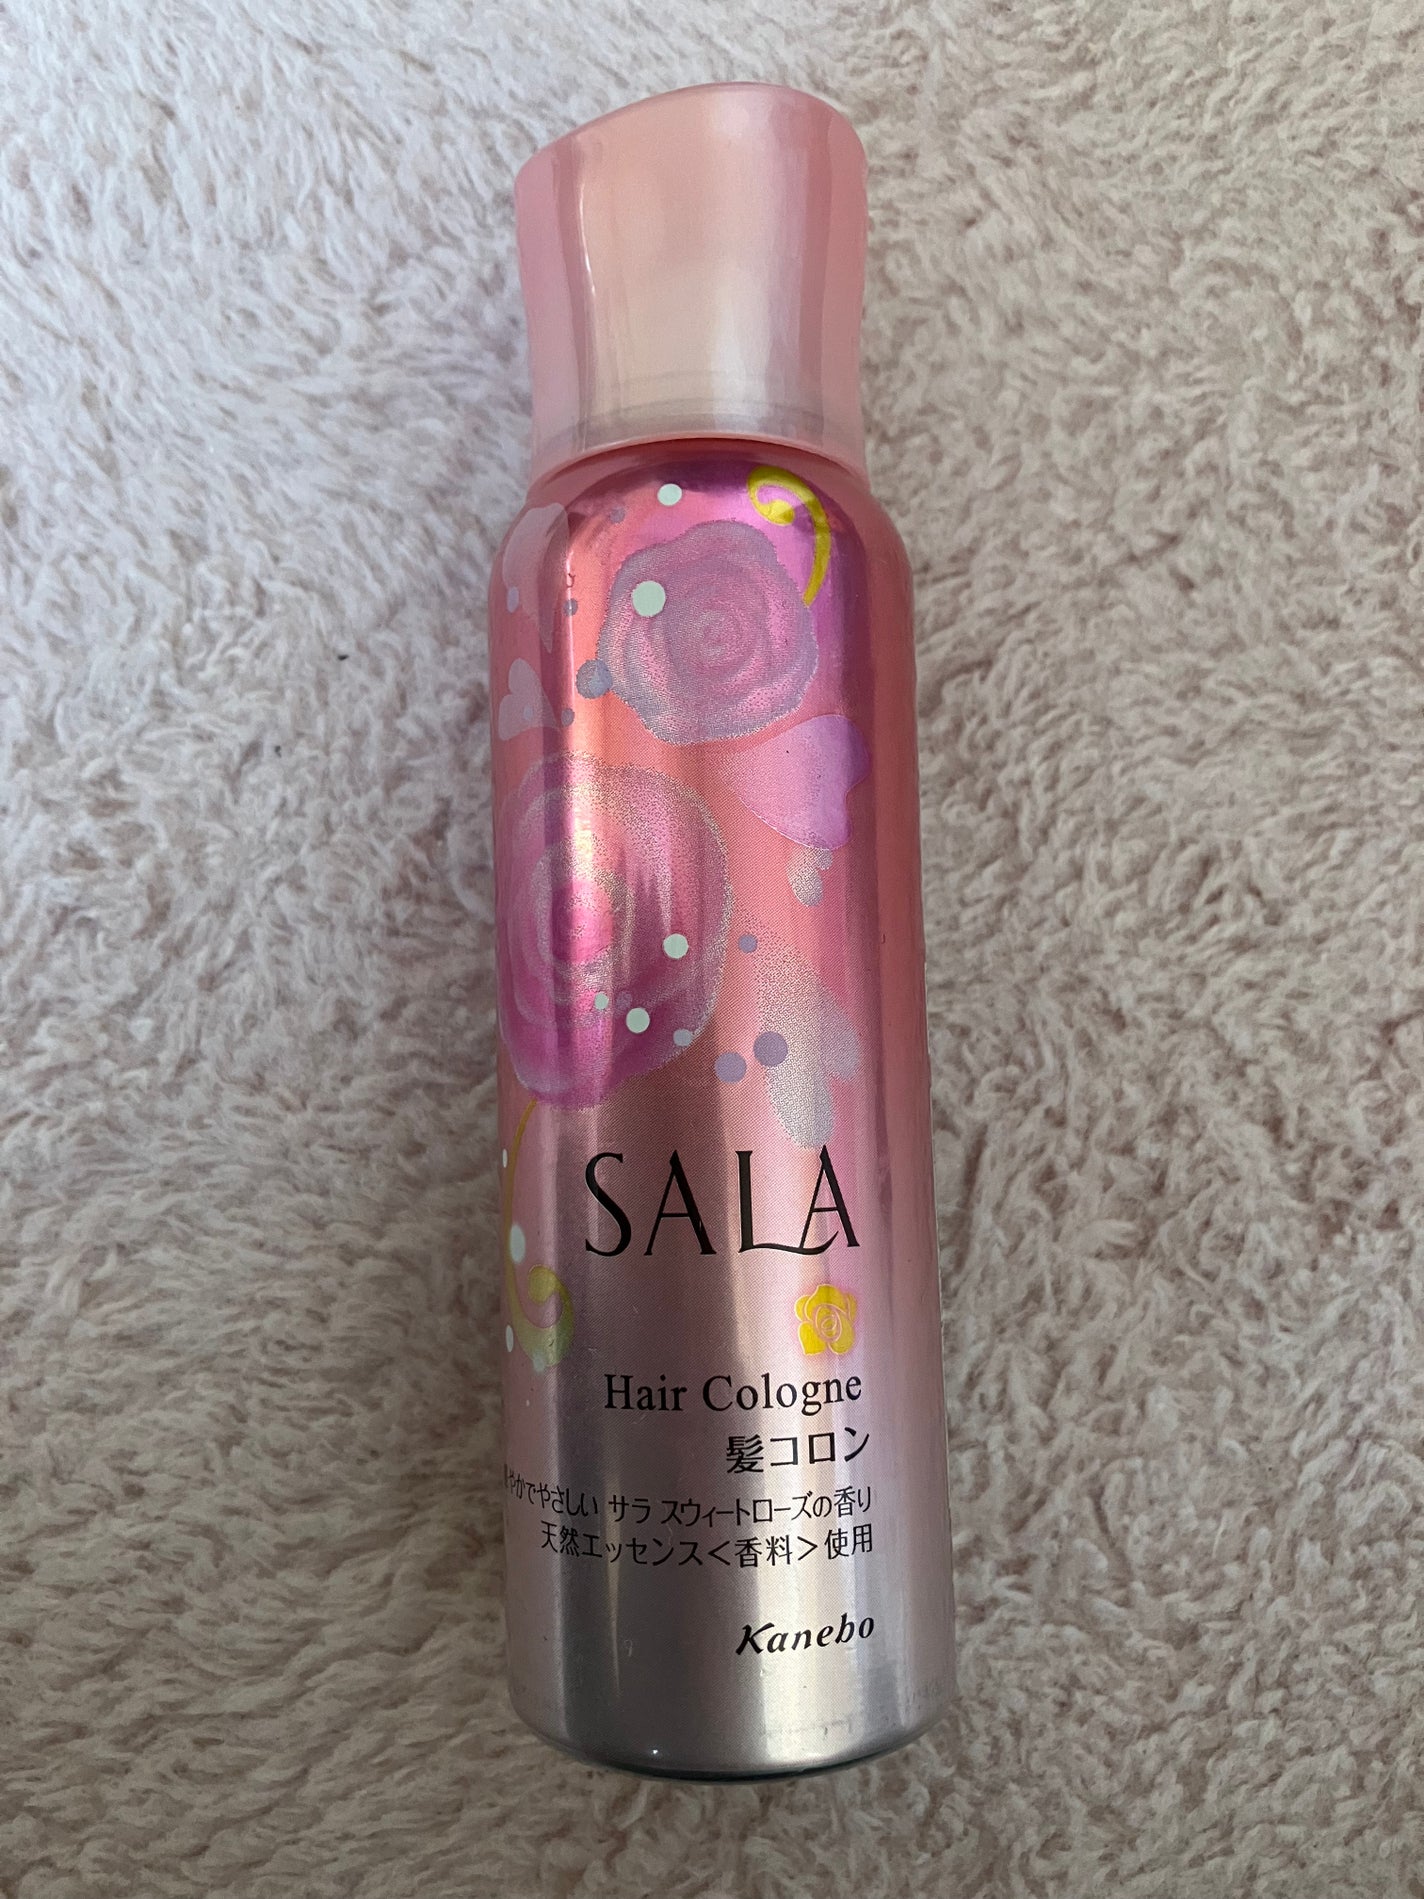 SALA
Hair Cologne
髪コロン
やかでやさしい サラ スウィートローズの香り
天然エッセンス＜香料＞使用
Kanebo